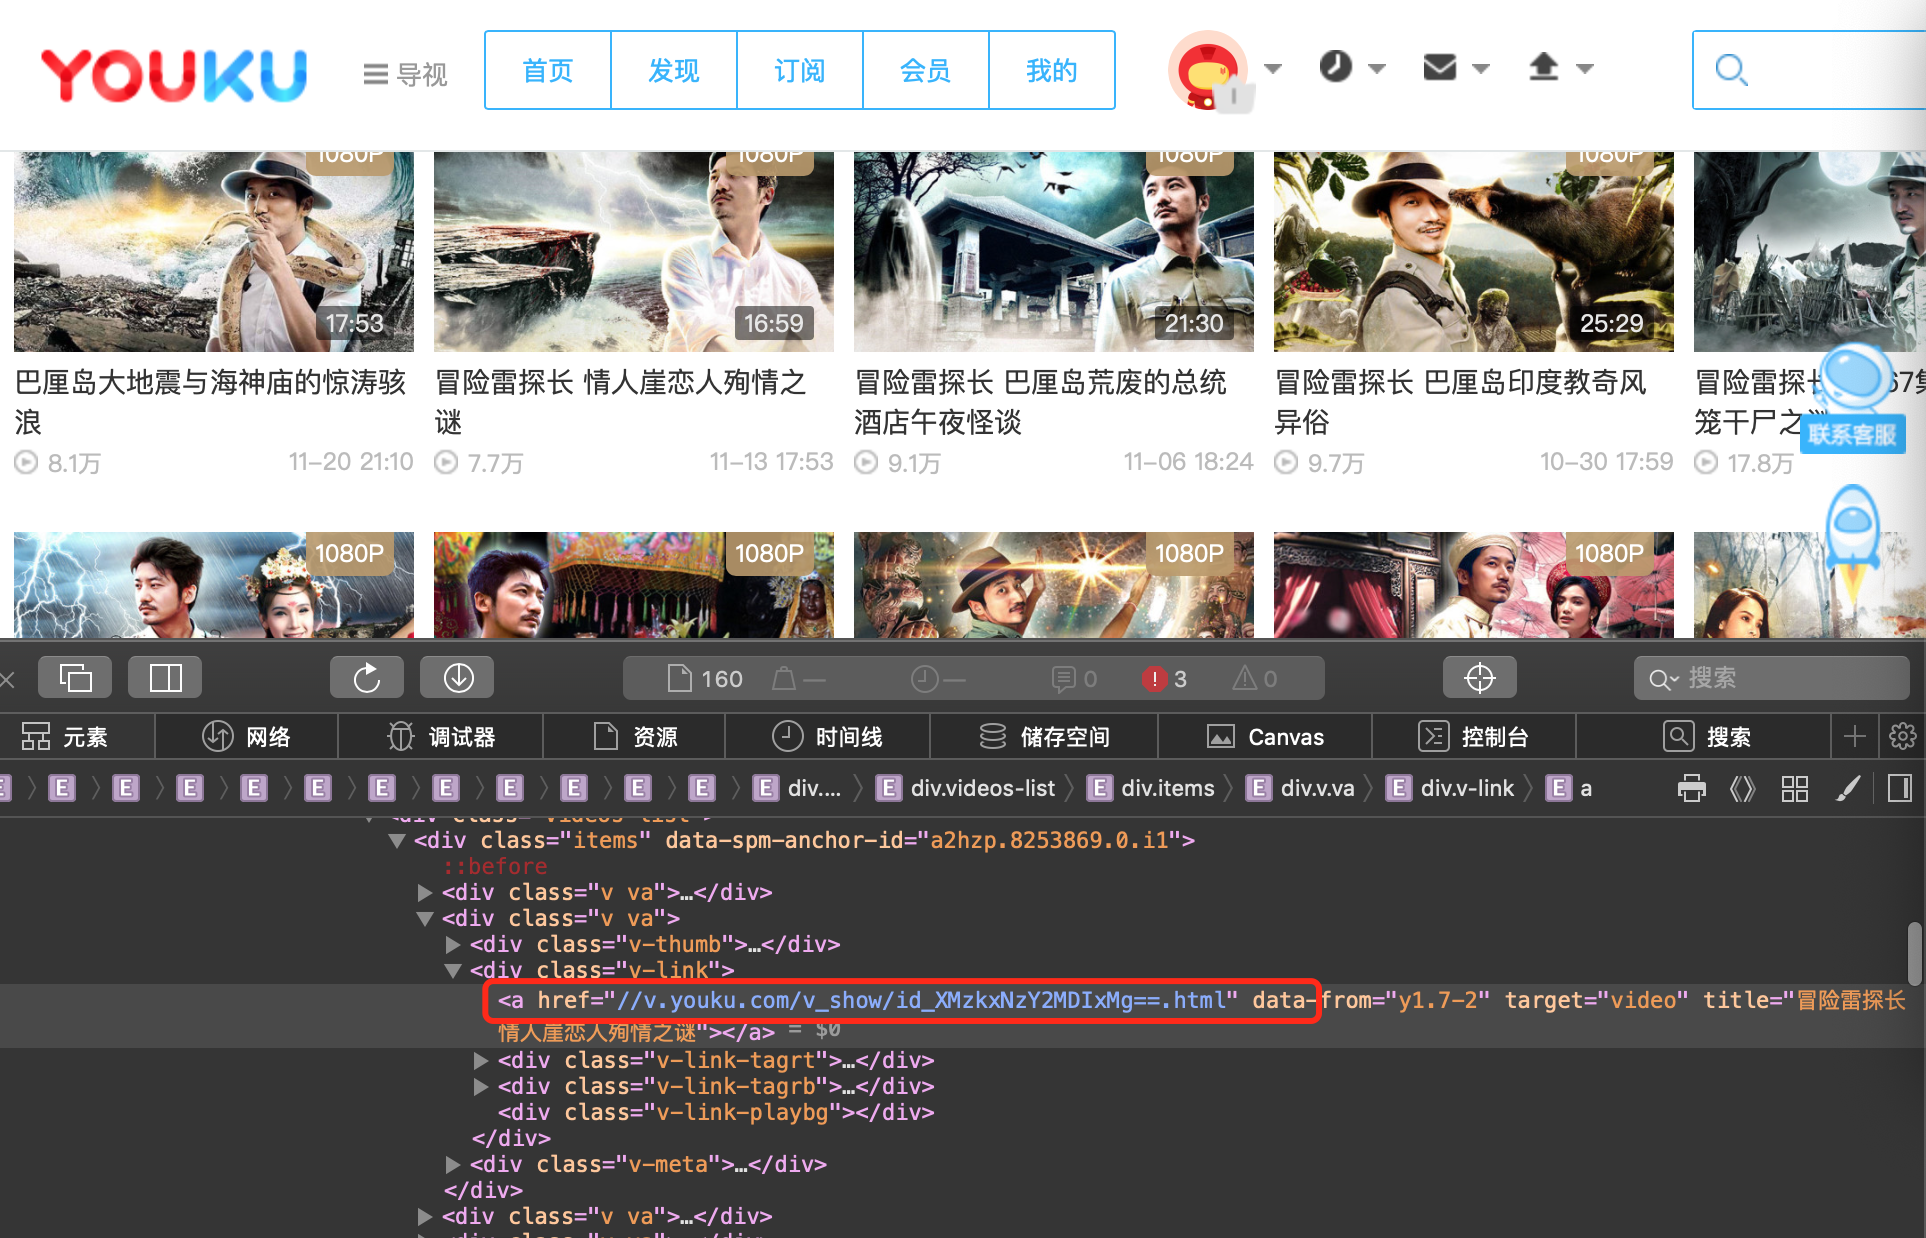 YOUKU
导视
首页 发现 订阅 会员 我的
1080P 1080P 1080P 1080P
17:53 16:59 21:30 25:29
巴厘岛大地震与海神庙的惊涛骇浪
8.1万 11-20 21:10
冒险雷探长 情人崖恋人殉情之谜
7.7万 11-13 17:53
冒险雷探长 巴厘岛荒废的总统酒店午夜怪谈
9.1万 11-06 18:24
冒险雷探长 巴厘岛印度教奇风异俗
9.7万 10-30 17:59
冒险雷探长 67集
笼干尸之
17.8万
联系客服
1080P 1080P 1080P 1080P
160 — — 0 3 0 搜索
元素 网络 调试器 资源 时间线 储存空间 Canvas 控制台 搜索
E E E E E E E E E E E E E div.… E div.videos-list E div.items E div.v.va E div.v-link E a
<div class="videos-list">
<div class="items" data-spm-anchor-id="a2hzp.8253869.0.i1">
::before
<div class="v va">…</div>
<div class="v va">
<div class="v-thumb">…</div>
<div class="v-link">
<a href="//v.youku.com/v_show/id_XMzkxNzY2MDIxMg==.html" data-from="y1.7-2" target="video" title="冒险雷探长
情人崖恋人殉情之谜"></a> = $0
<div class="v-link-tagrt">…</div>
<div class="v-link-tagrb">…</div>
<div class="v-link-playbg"></div>
</div>
<div class="v-meta">…</div>
</div>
<div class="v va">…</div>